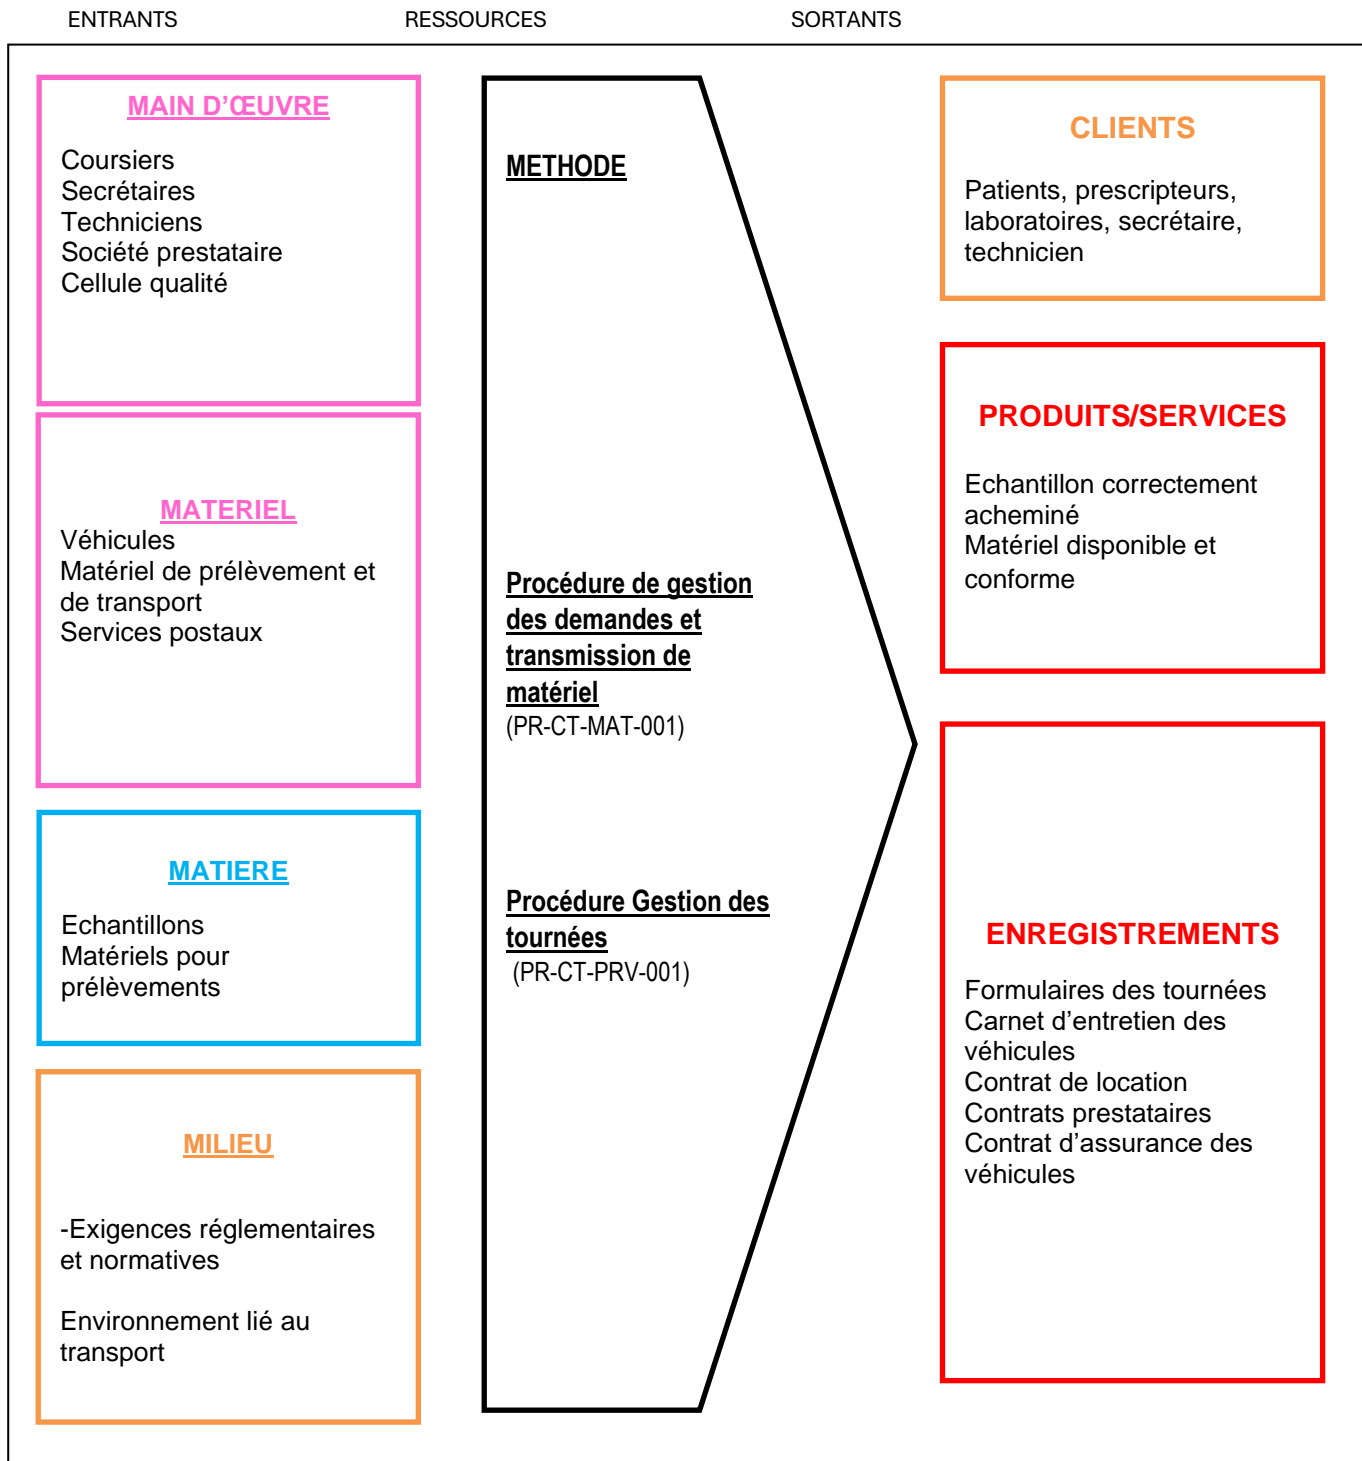 ENTRANTS RESSOURCES SORTANTS
MAIN D’ŒUVRE
Coursiers
Secrétaires
Techniciens
Société prestataire
Cellule qualité
MATERIEL
Véhicules
Matériel de prélèvement et
de transport
Services postaux
MATIERE
Echantillons
Matériels pour
prélèvements
MILIEU
-Exigences réglementaires
et normatives
Environnement lié au
transport
METHODE
Procédure de gestion
des demandes et
transmission de
matériel
(PR-CT-MAT-001)
Procédure Gestion des
tournées
(PR-CT-PRV-001)
CLIENTS
Patients, prescripteurs,
laboratoires, secrétaire,
technicien
PRODUITS/SERVICES
Echantillon correctement
acheminé
Matériel disponible et
conforme
ENREGISTREMENTS
Formulaires des tournées
Carnet d’entretien des
véhicules
Contrat de location
Contrats prestataires
Contrat d’assurance des
véhicules